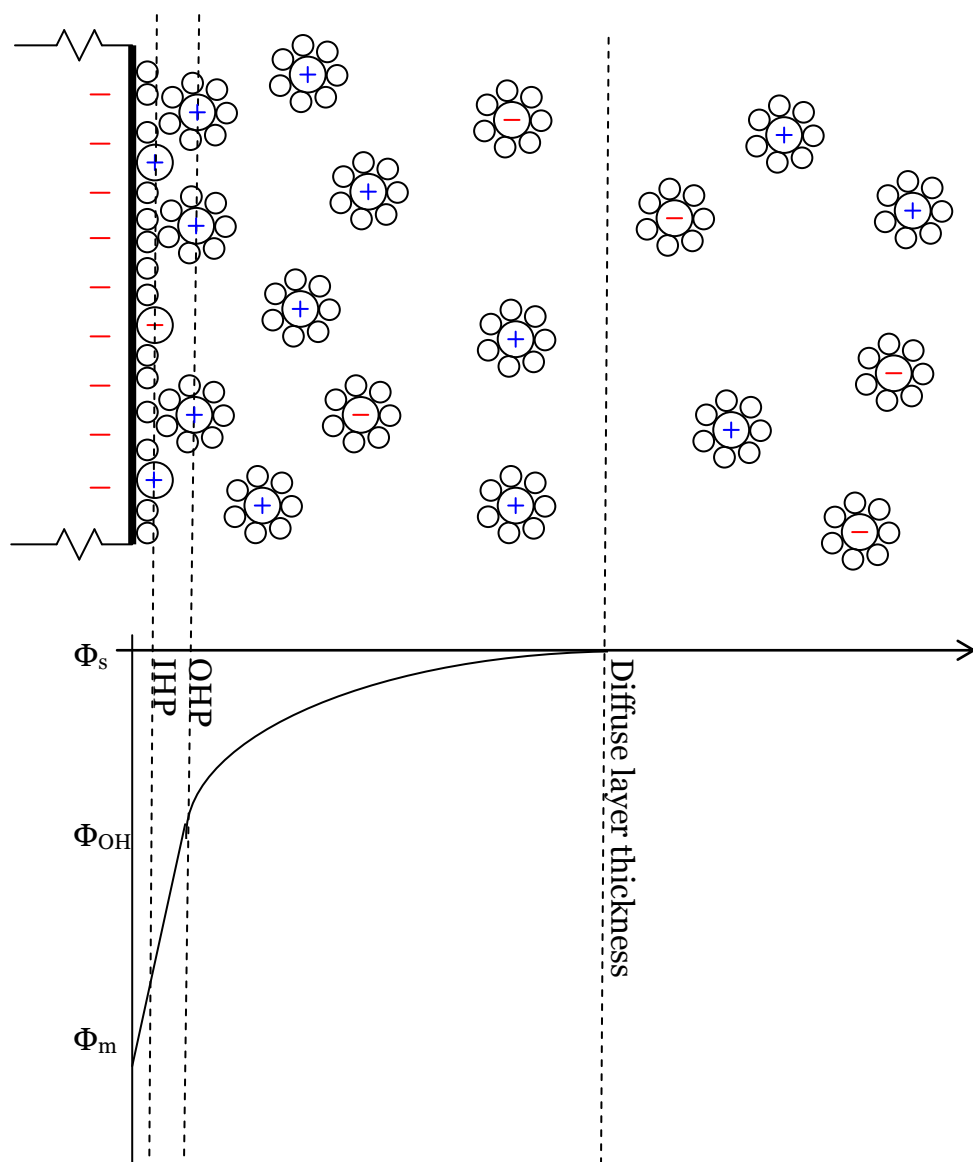 Φs
IHP
OHP
Diffuse layer thickness
ΦOH
Φm